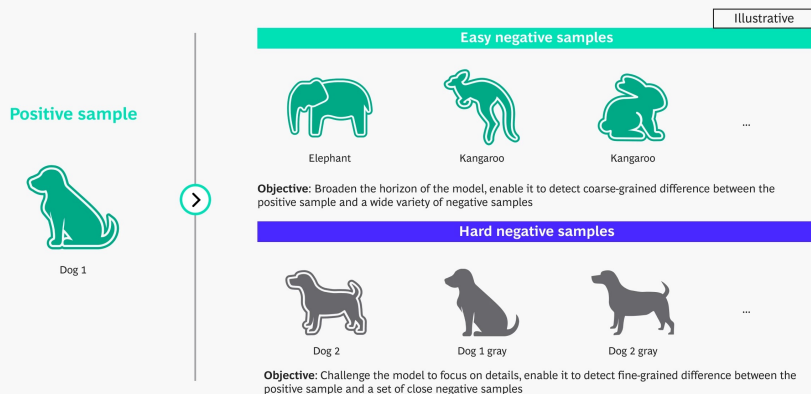 Illustrative
Easy negative samples
Positive sample
Elephant
Kangaroo
Kangaroo
...
Objective: Broaden the horizon of the model, enable it to detect coarse-grained difference between the
positive sample and a wide variety of negative samples
Dog 1
Hard negative samples
Dog 2
Dog 1 gray
Dog 2 gray
...
Objective: Challenge the model to focus on details, enable it to detect fine-grained difference between the
positive sample and a set of close negative samples